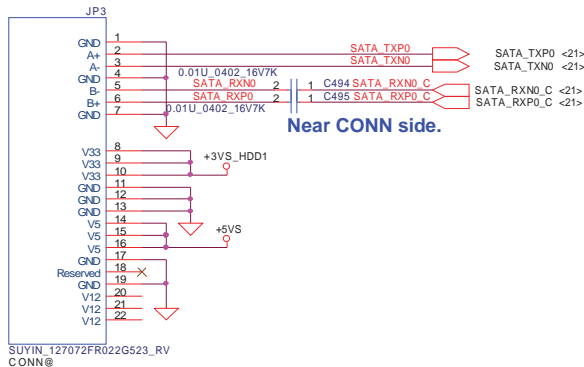 JP3
GND 1
A+ 2 SATA_TXP0 SATA_TXP0 <21>
A- 3 SATA_TXN0 SATA_TXN0 <21>
GND 4 0.01U_0402_16V7K
B- 5 SATA_RXN0 2 1 C494 SATA_RXN0_C SATA_RXN0_C <21>
B+ 6 SATA_RXP0 2 1 C495 SATA_RXP0_C SATA_RXP0_C <21>
GND 7 0.01U_0402_16V7K
Near CONN side.
V33 8
V33 9 +3VS_HDD1
V33 10
GND 11
GND 12
GND 13
V5 14
V5 15 +5VS
V5 16
GND 17
Reserved 18
GND 19
V12 20
V12 21
V12 22
SUYIN_127072FR022G523_RV
CONN@